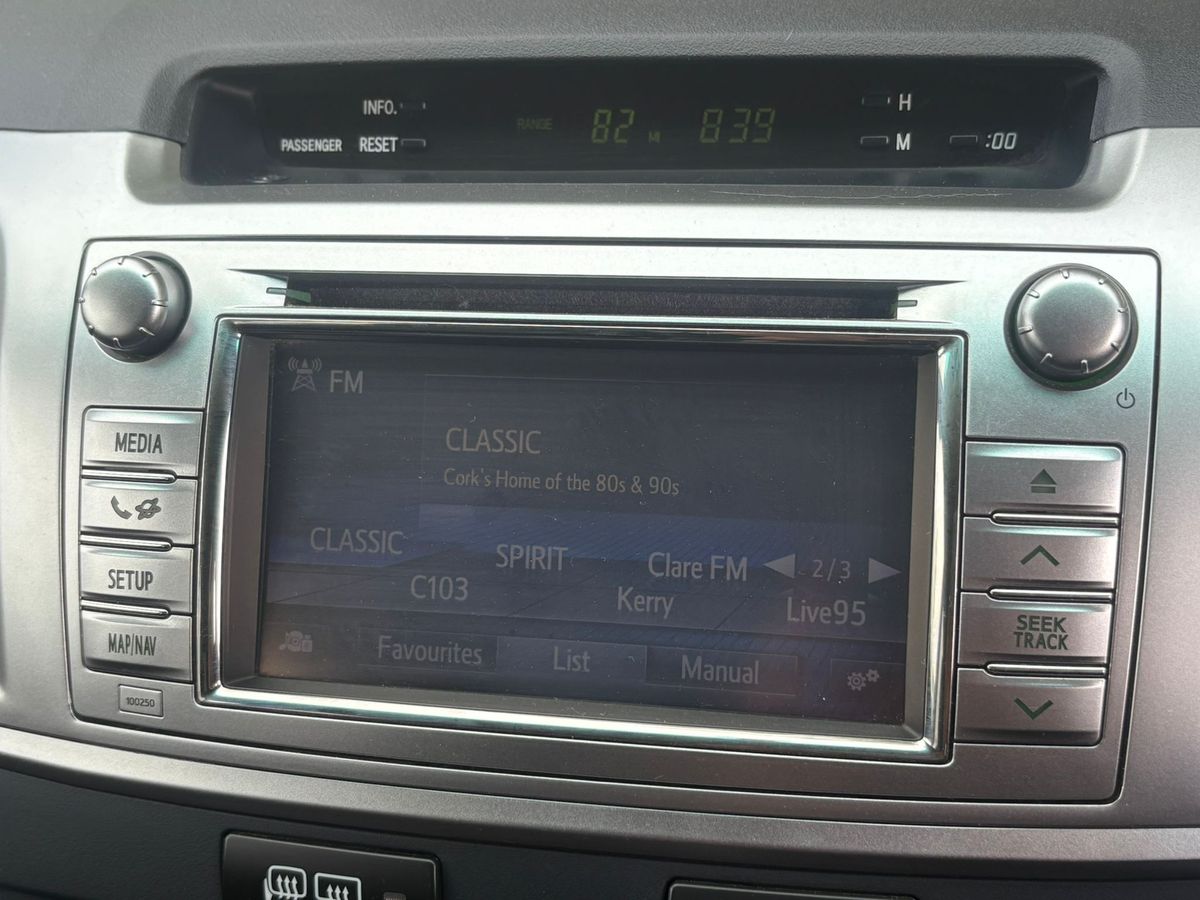 INFO. H
PASSENGER RESET RANGE 82 MI 839 M :00
FM
CLASSIC
Cork's Home of the 80s & 90s
MEDIA
CLASSIC SPIRIT Clare FM 2/3
C103 Kerry Live95
SETUP
SEEK
TRACK
MAP/NAV
Favourites List Manual
100250